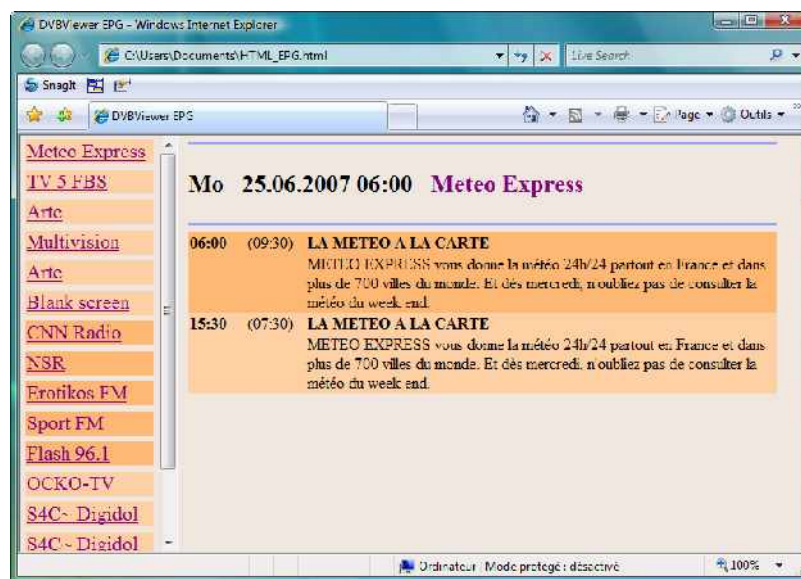 DVBViewer EPG - Windows Internet Explorer
C:\Users\Documents\HTML_EPG.html
Live Search
SnagIt
DVBViewer EPG
Page
Outils
Meteo Express
TV 5 FBS
Arte
Multivision
Arte
Blank screen
CNN Radio
NSR
Erotikos FM
Sport FM
Flash 96.1
OCKO-TV
S4C~ Digidol
S4C~ Digidol
Mo 25.06.2007 06:00 Meteo Express
06:00 (09:30) LA METEO A LA CARTE
METEO EXPRESS vous donne la météo 24h/24 partout en France et dans
plus de 700 villes du monde. Et dès mercredi, n'oubliez pas de consulter la
météo du week end.
15:30 (07:30) LA METEO A LA CARTE
METEO EXPRESS vous donne la météo 24h/24 partout en France et dans
plus de 700 villes du monde. Et dès mercredi, n'oubliez pas de consulter la
météo du week end.
Ordinateur | Mode protégé : désactivé
100%